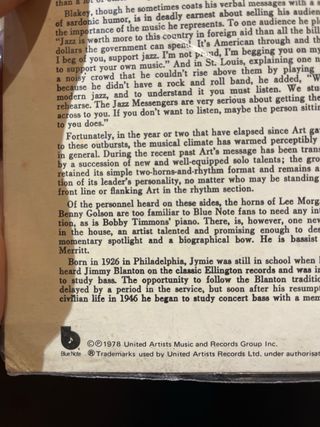 than a lot of
Blakey, though he sometimes coats his verbal messages with a s
of sardonic humor, is in deadly earnest about selling his audien
the importance of the music he represents. To one audience he ple
"Jazz is worth more to this country in foreign aid than all the bill
dollars the government can spend. It's American through and th
I beg of you, support jazz. I'm not proud, I'm begging you on my
to support your own music." And in St. Louis, explaining one n
a noisy crowd that he couldn't rise above them by playing
because he didn't have a rock and roll band, he added, "W
modern jazz, and to understand it you must listen. We stu
rehearse. The Jazz Messengers are very serious about getting the
across to you. If you don't want to listen, maybe the person sittin
to you does."
Fortunately, in the year or two that have elapsed since Art ga
to these outbursts, the musical climate has warmed perceptibly
in general. During the recent past Art's message has been trans
by a succession of new and well-equipped solo talents; the gro
retained its simple two-horns-and-rhythm format and remains a
tion of its leader's personality, no matter who may be standing
front line or flanking Art in the rhythm section.
Of the personnel heard on these sides, the horns of Lee Morg
Benny Golson are too familiar to Blue Note fans to need any int
tion, as is Bobby Timmons' piano. There, is, however, one new
in the house, an artist talented and promising enough to des
momentary spotlight and a biographical bow. He is bassist
Merritt.
Born in 1926 in Philadelphia, Jymie was still in school when
heard Jimmy Blanton on the classic Ellington records and was in
to study bass. The opportunity to follow the Blanton traditio
delayed by a period in the service, but soon after his resumpt
civilian life in 1946 he began to study concert bass with a mem
Blue Note
©℗1978 United Artists Music and Records Group Inc.
®Trademarks used by United Artists Records Ltd. under authorisat